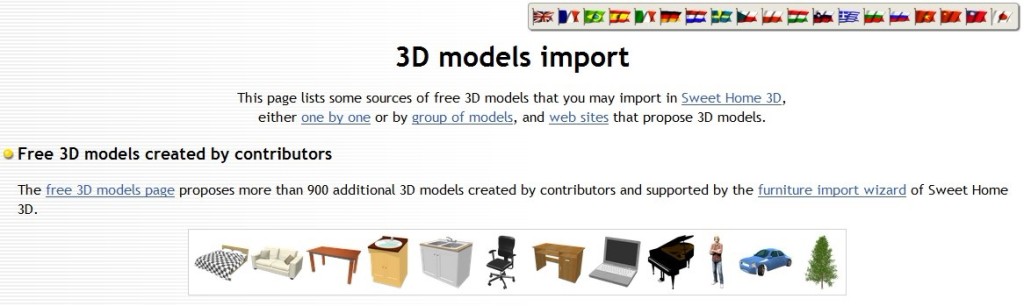 3D models import
This page lists some sources of free 3D models that you may import in Sweet Home 3D,
either one by one or by group of models, and web sites that propose 3D models.
Free 3D models created by contributors
The free 3D models page proposes more than 900 additional 3D models created by contributors and supported by the furniture import wizard of Sweet Home
3D.